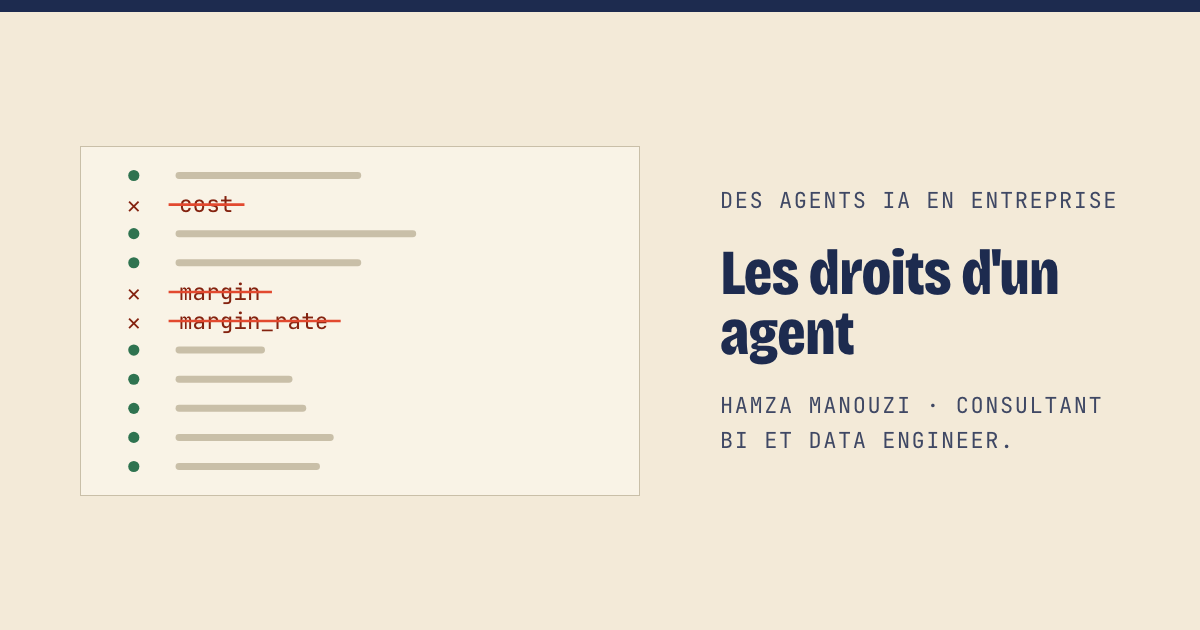 × cost
× margin
× margin_rate
DES AGENTS IA EN ENTREPRISE
Les droits d'un
agent
HAMZA MANOUZI · CONSULTANT
BI ET DATA ENGINEER.